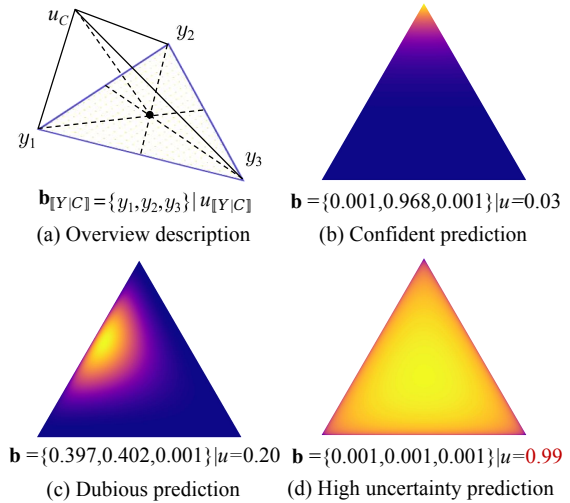 u_C
y_2
y_1
y_3
b_{⟦Y|C⟧}={y_1,y_2,y_3}|u_{⟦Y|C⟧}
(a) Overview description
b ={0.001,0.968,0.001}|u=0.03
(b) Confident prediction
b ={0.397,0.402,0.001}|u=0.20
(c) Dubious prediction
b ={0.001,0.001,0.001}|u=0.99
(d) High uncertainty prediction